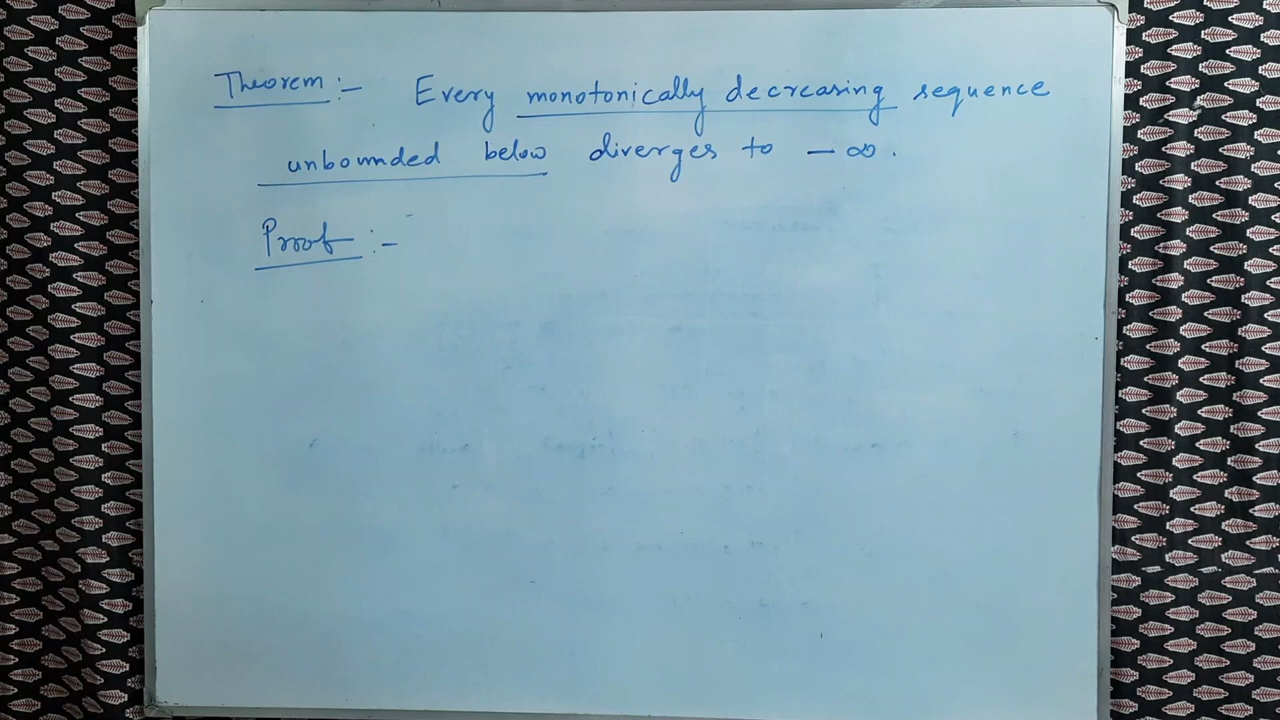 Theorem :- Every monotonically decreasing sequence
unbounded below diverges to - ∞.
Proof :-